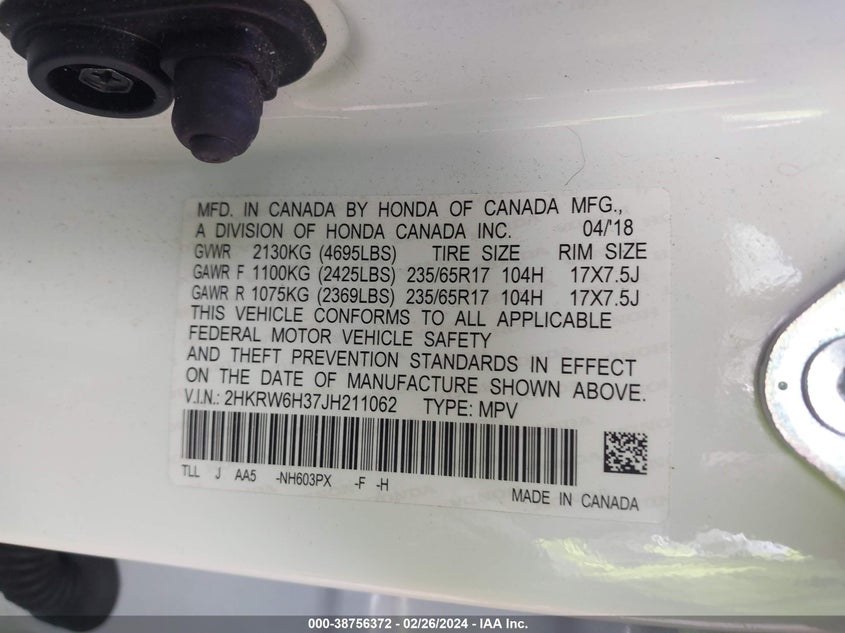 MFD. IN CANADA BY HONDA OF CANADA MFG.,
A DIVISION OF HONDA CANADA INC. 04/'18
GVWR 2130KG (4695LBS) TIRE SIZE RIM SIZE
GAWR F 1100KG (2425LBS) 235/65R17 104H 17X7.5J
GAWR R 1075KG (2369LBS) 235/65R17 104H 17X7.5J
THIS VEHICLE CONFORMS TO ALL APPLICABLE
FEDERAL MOTOR VEHICLE SAFETY
AND THEFT PREVENTION STANDARDS IN EFFECT
ON THE DATE OF MANUFACTURE SHOWN ABOVE.
V.I.N.: 2HKRW6H37JH211062 TYPE: MPV
TLL J AA5 -NH603PX -F -H
MADE IN CANADA
000-38756372 - 02/26/2024 - IAA Inc.